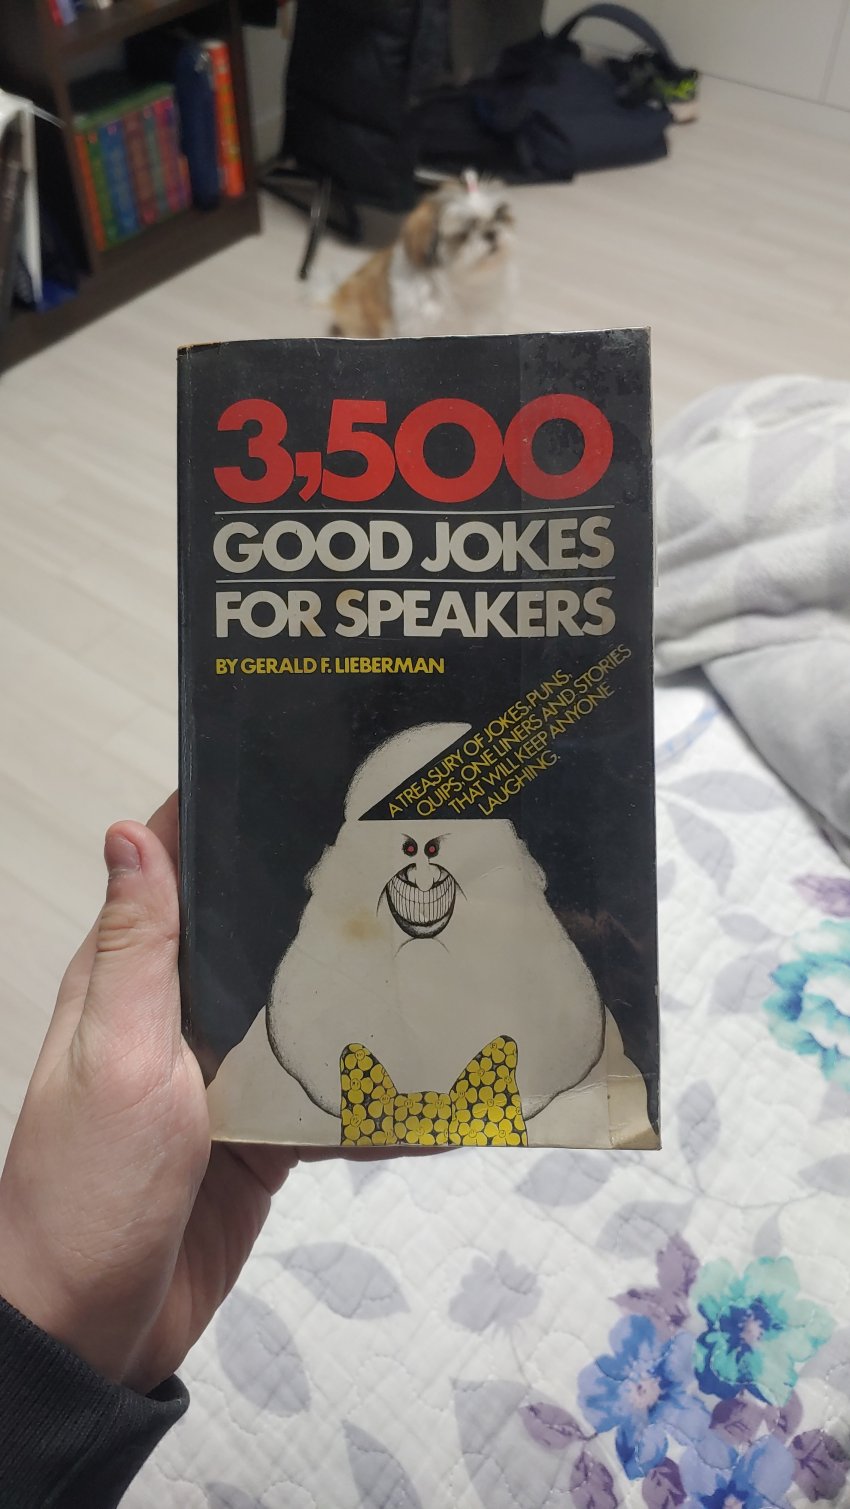 3,500
GOOD JOKES
FOR SPEAKERS
BY GERALD F. LIEBERMAN
A TREASURY OF JOKES, PUNS,
QUIPS, ONE LINERS AND STORIES
THAT WILL KEEP ANYONE
LAUGHING.